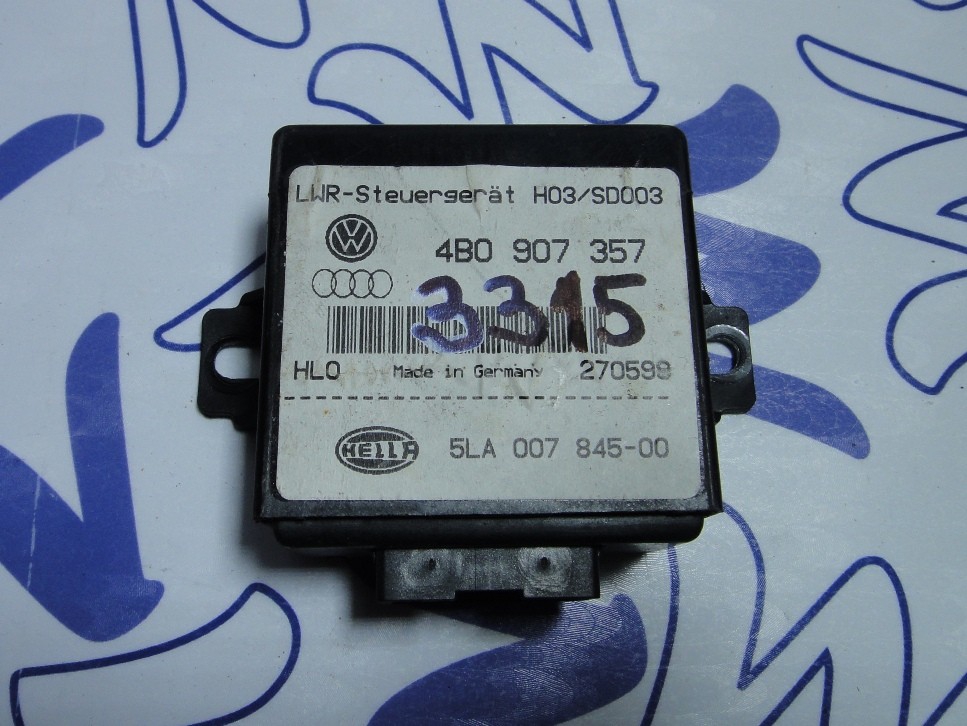 LWR-Steuergerät H03/SD003
4B0 907 357
3315
HLO Made in Germany 270598
HELLA 5LA 007 845-00